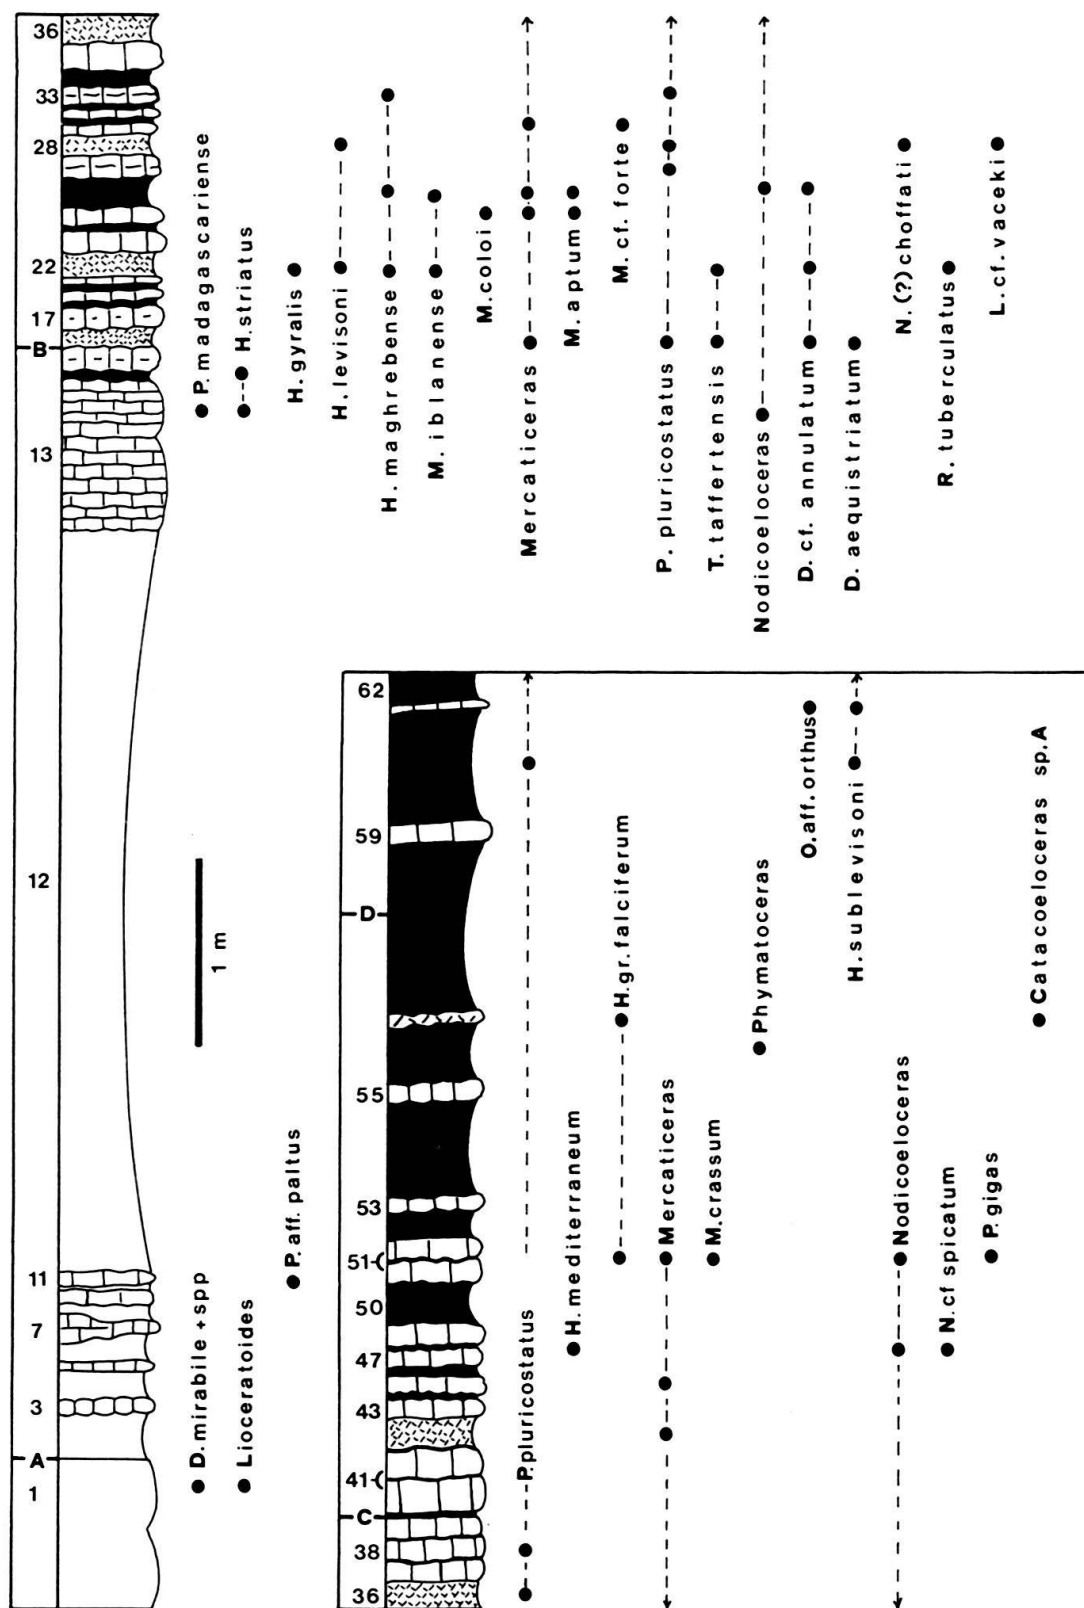 36
33
28
22
17
B
13
12
11
7
3
A
1
1 m
P. madagascariense
H. striatus
H. gyralis
H. levisoni
H. maghrebense
M. iblanense
M. coloi
Mercaticeras
M. aptum
M. cf. forte
P. pluricostatus
T. taffertensis
Nodicoeloceras
D. cf. annulatum
D. aequistriatum
N. (?) choffati
R. tuberculatus
L. cf. vaceki
D. mirabile + spp
Lioceratoides
P. aff. paltus
62
59
D
55
53
51
50
47
43
41
C
38
36
P. pluricostatus
H. mediterraneum
H. gr. falciferum
Mercaticeras
M. crassum
Phymatoceras
O. aff. orthus
H. sublevisoni
Nodicoeloceras
N. cf spicatum
P. gigas
Catacoeloceras sp. A